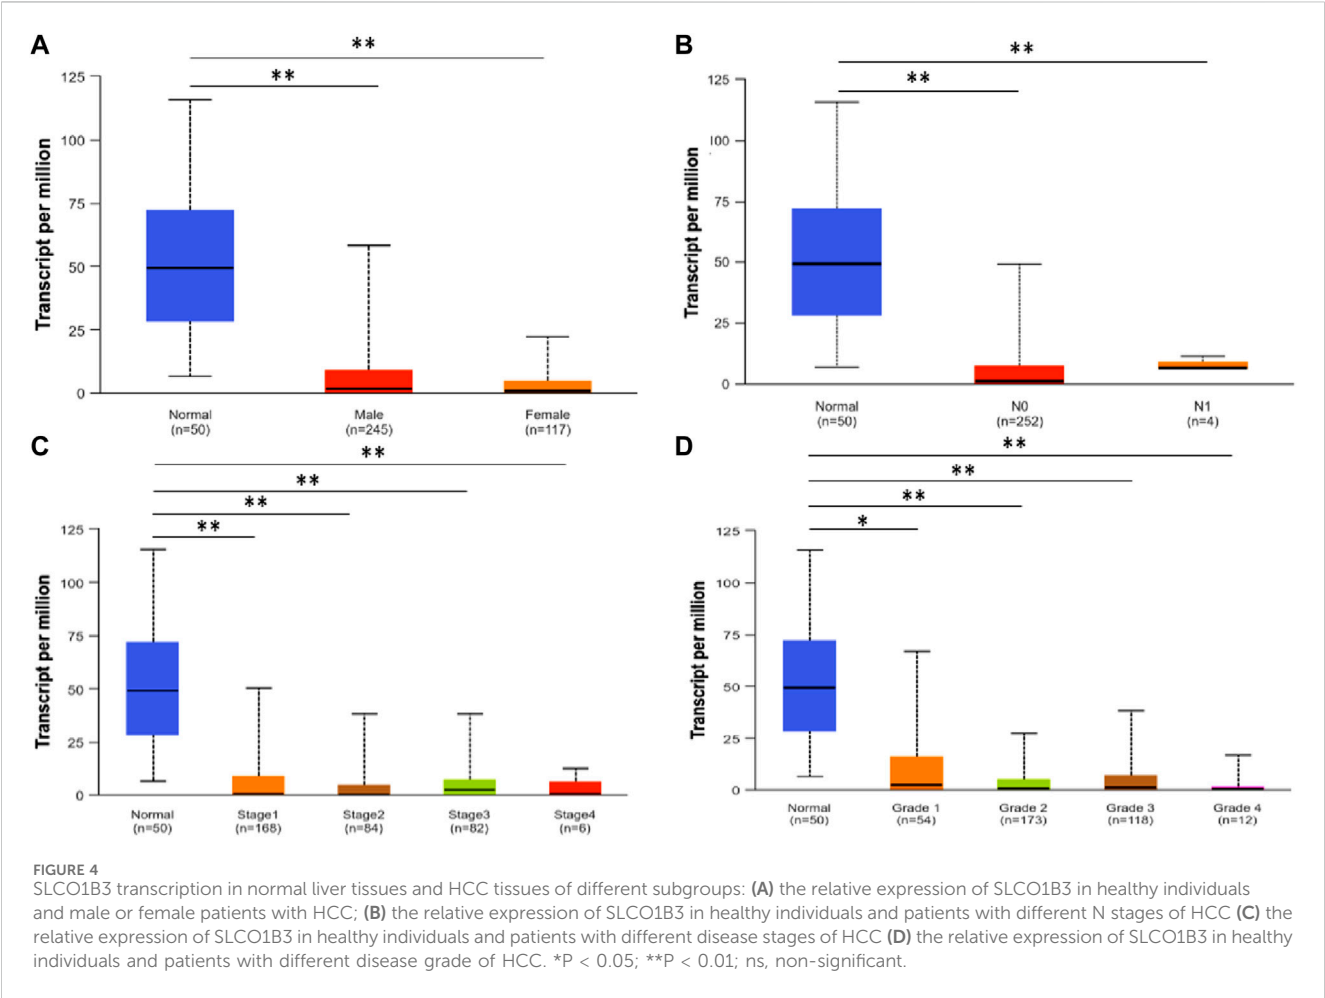 A
**
**
125
100
75
50
25
0
Transcript per million
Normal
(n=50)
Male
(n=245)
Female
(n=117)
B
**
**
125
100
75
50
25
0
Transcript per million
Normal
(n=50)
N0
(n=252)
N1
(n=4)
C
**
**
**
**
125
100
75
50
25
0
Transcript per million
Normal
(n=50)
Stage1
(n=168)
Stage2
(n=84)
Stage3
(n=82)
Stage4
(n=6)
D
**
**
**
*
125
100
75
50
25
0
Transcript per million
Normal
(n=50)
Grade 1
(n=54)
Grade 2
(n=173)
Grade 3
(n=118)
Grade 4
(n=12)
FIGURE 4
SLCO1B3 transcription in normal liver tissues and HCC tissues of different subgroups: (A) the relative expression of SLCO1B3 in healthy individuals
and male or female patients with HCC; (B) the relative expression of SLCO1B3 in healthy individuals and patients with different N stages of HCC (C) the
relative expression of SLCO1B3 in healthy individuals and patients with different disease stages of HCC (D) the relative expression of SLCO1B3 in healthy
individuals and patients with different disease grade of HCC. *P < 0.05; **P < 0.01; ns, non-significant.